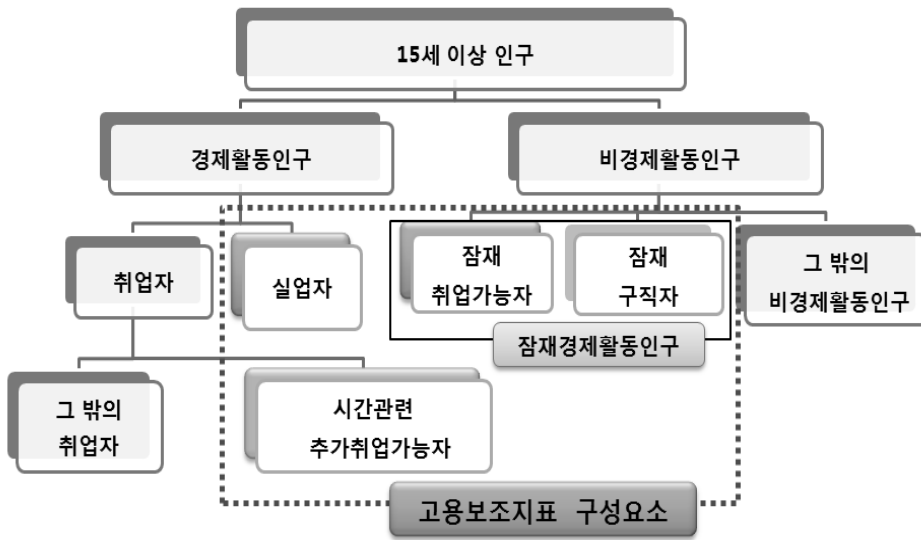 15세 이상 인구
경제활동인구
비경제활동인구
취업자
실업자
잠재
취업가능자
잠재
구직자
그 밖의
비경제활동인구
잠재경제활동인구
그 밖의
취업자
시간관련
추가취업가능자
고용보조지표 구성요소